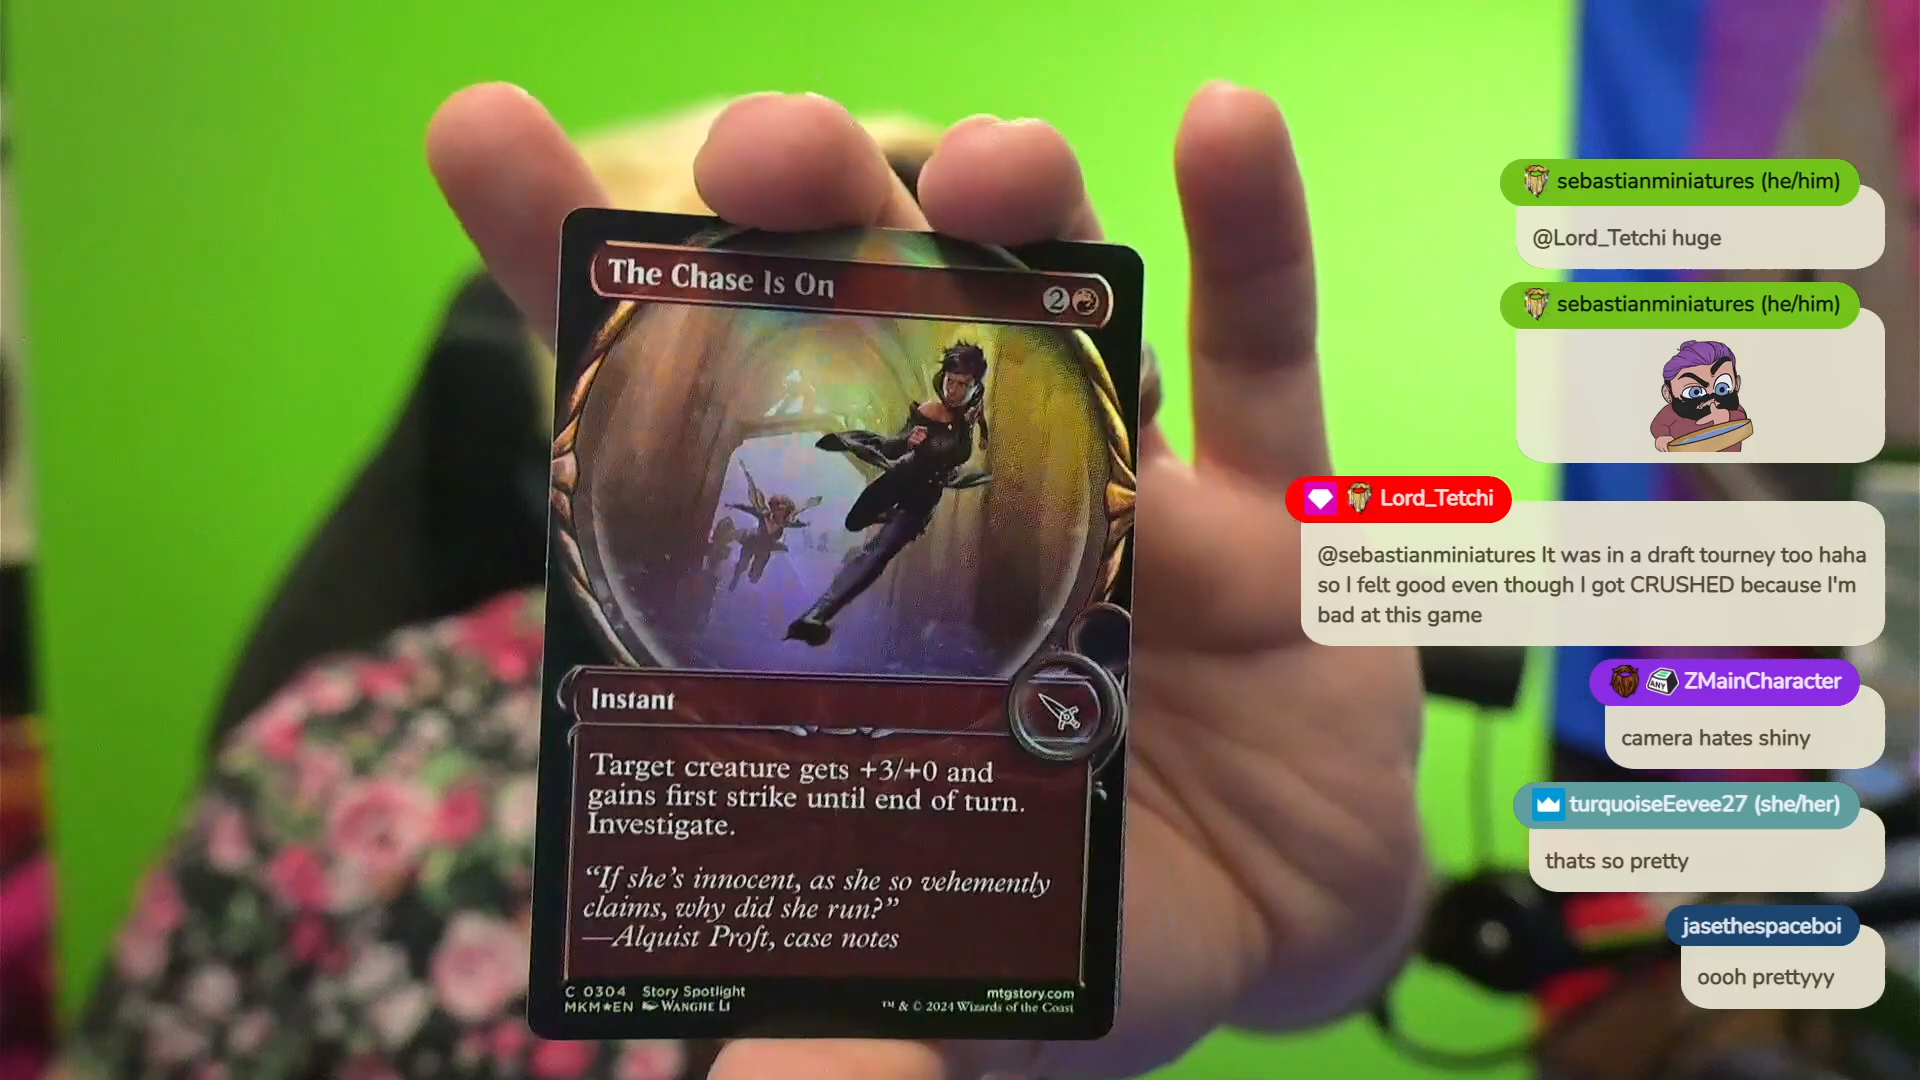 The Chase Is On
2
Instant
Target creature gets +3/+0 and
gains first strike until end of turn.
Investigate.
“If she’s innocent, as she so vehemently
claims, why did she run?”
—Alquist Proft, case notes
C 0304 Story Spotlight
MKM★EN WANGJIE LI
mtgstory.com
™ & © 2024 Wizards of the Coast
sebastianminiatures (he/him)
@Lord_Tetchi huge
sebastianminiatures (he/him)
Lord_Tetchi
@sebastianminiatures It was in a draft tourney too haha
so I felt good even though I got CRUSHED because I'm
bad at this game
ANY ZMainCharacter
camera hates shiny
turquoiseEevee27 (she/her)
thats so pretty
jasethespaceboi
oooh prettyyy